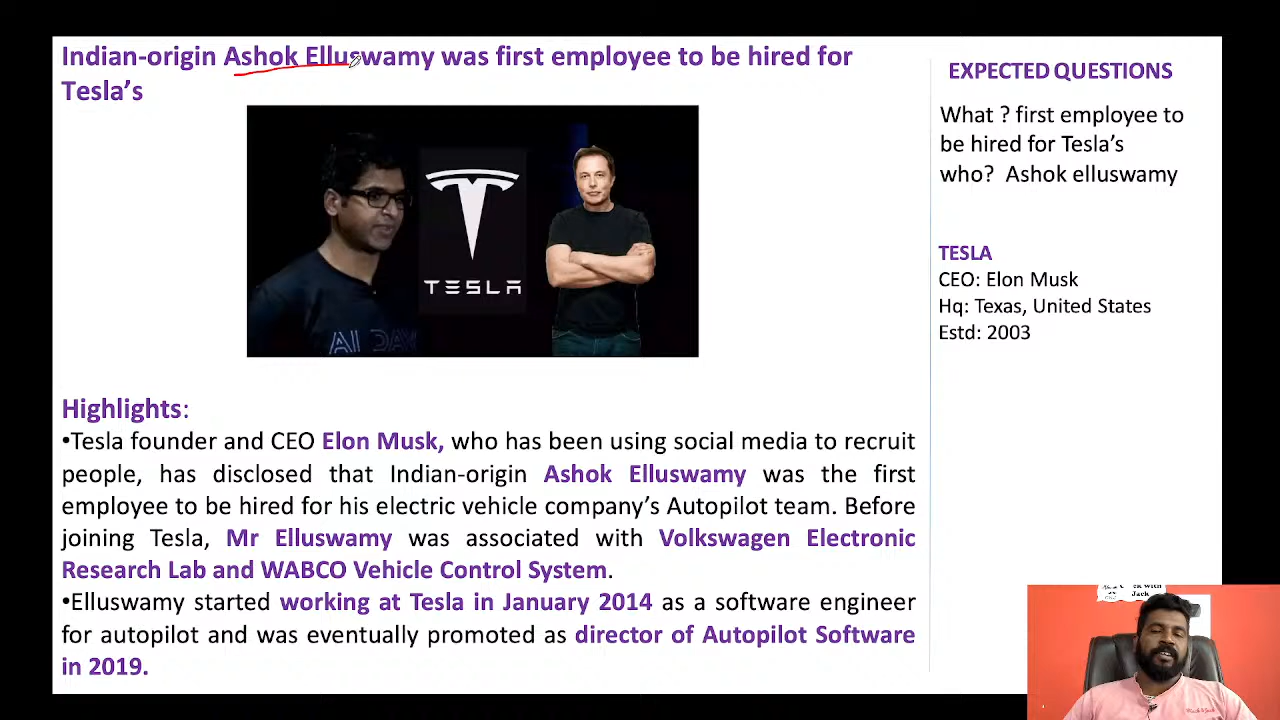 Indian-origin Ashok Elluswamy was first employee to be hired for
Tesla's
TESLA
AI DAY
Highlights:
•Tesla founder and CEO Elon Musk, who has been using social media to recruit
people, has disclosed that Indian-origin Ashok Elluswamy was the first
employee to be hired for his electric vehicle company's Autopilot team. Before
joining Tesla, Mr Elluswamy was associated with Volkswagen Electronic
Research Lab and WABCO Vehicle Control System.
•Elluswamy started working at Tesla in January 2014 as a software engineer
for autopilot and was eventually promoted as director of Autopilot Software
in 2019.
EXPECTED QUESTIONS
What ? first employee to
be hired for Tesla's
who? Ashok elluswamy
TESLA
CEO: Elon Musk
Hq: Texas, United States
Estd: 2003
with
Jack